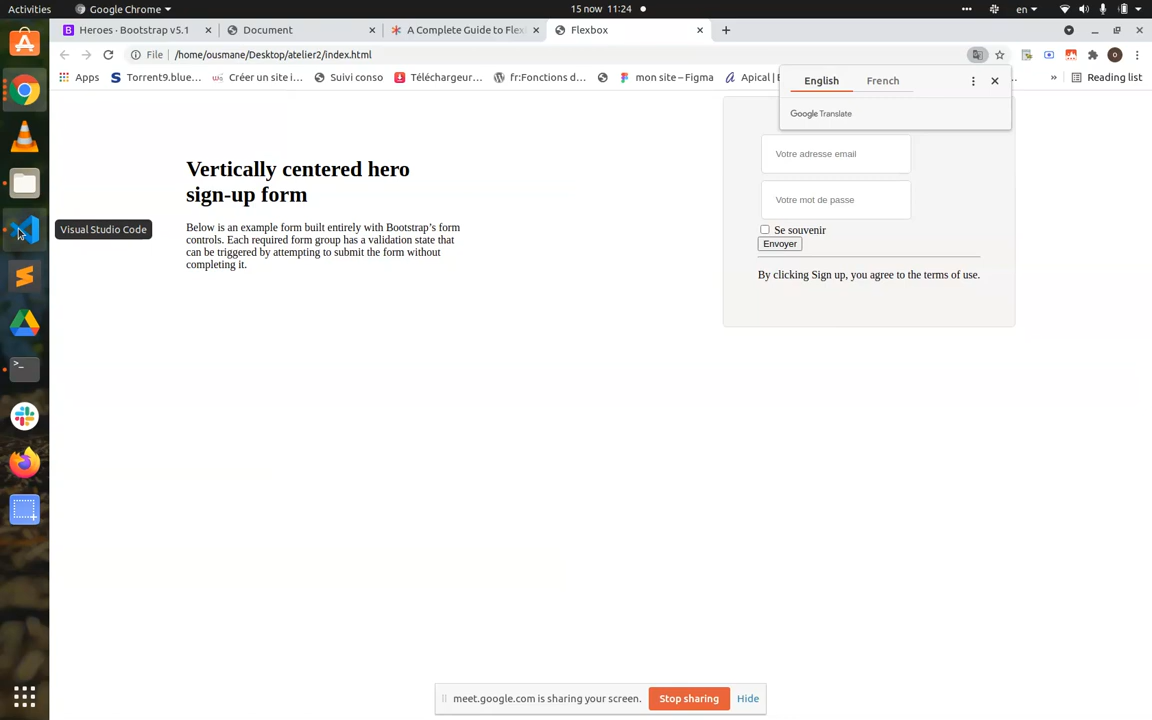 Activities
Google Chrome
15 now 11:24
en
Heroes · Bootstrap v5.1
Document
A Complete Guide to Flex
Flexbox
File
/home/ousmane/Desktop/atelier2/index.html
Apps
Torrent9.blue...
Créer un site i...
Suivi conso
Téléchargeur...
fr:Fonctions d...
mon site – Figma
Apical | E
»
Reading list
English
French
Google Translate
Vertically centered hero
sign-up form
Below is an example form built entirely with Bootstrap's form
controls. Each required form group has a validation state that
can be triggered by attempting to submit the form without
completing it.
Votre adresse email
Votre mot de passe
Se souvenir
Envoyer
By clicking Sign up, you agree to the terms of use.
Visual Studio Code
meet.google.com is sharing your screen.
Stop sharing
Hide